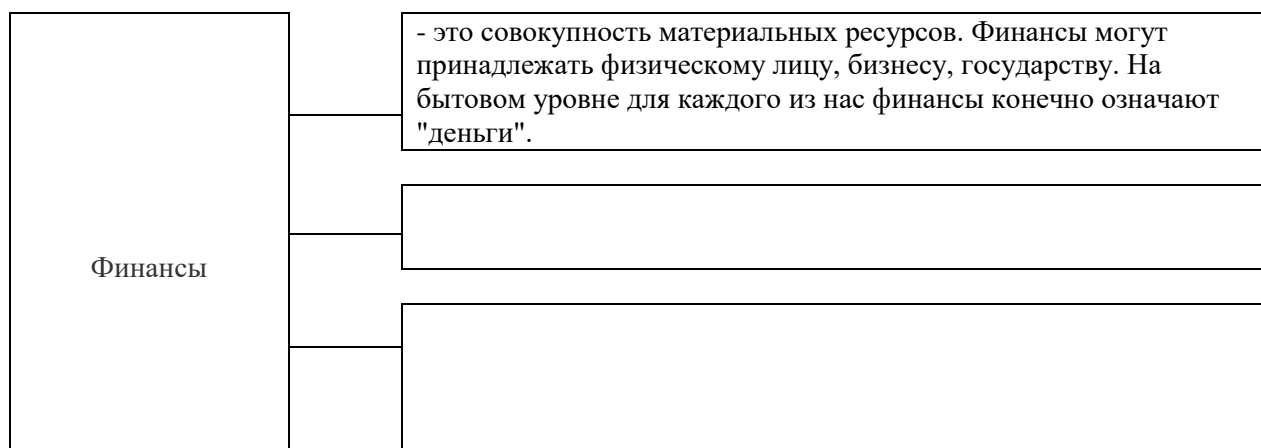 - это совокупность материальных ресурсов. Финансы могут
принадлежать физическому лицу, бизнесу, государству. На
бытовом уровне для каждого из нас финансы конечно означают
"деньги".
Финансы